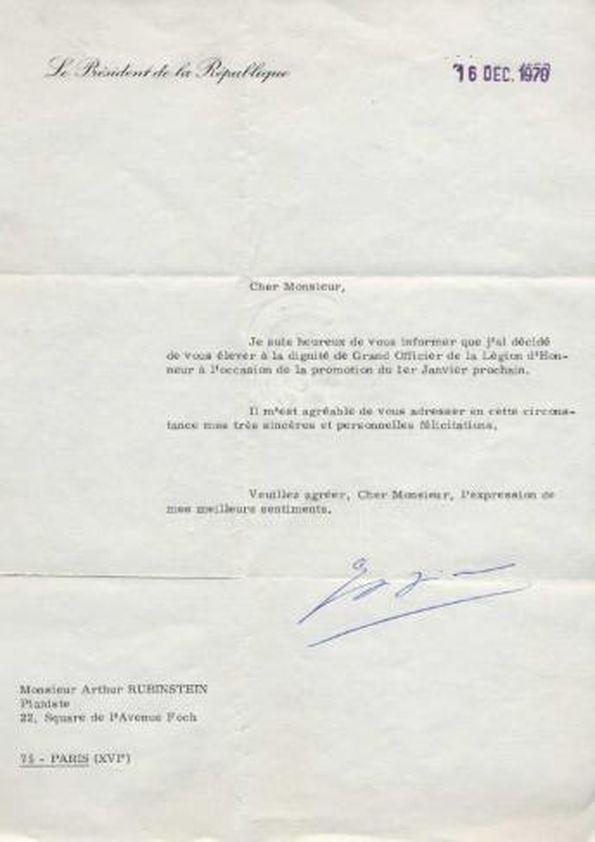 Le Président de la République
16 DEC. 1970
Cher Monsieur,
Je suis heureux de vous informer que j'ai décidé
de vous élever à la dignité de Grand Officier de la Légion d'Hon-
neur à l'occasion de la promotion du 1er Janvier prochain.
Il m'est agréable de vous adresser en cette circons-
tance mes très sincères et personnelles félicitations.
Veuillez agréer, Cher Monsieur, l'expression de
mes meilleurs sentiments.
Monsieur Arthur RUBINSTEIN
Pianiste
22, Square de l'Avenue Foch
75 - PARIS (XVIº)